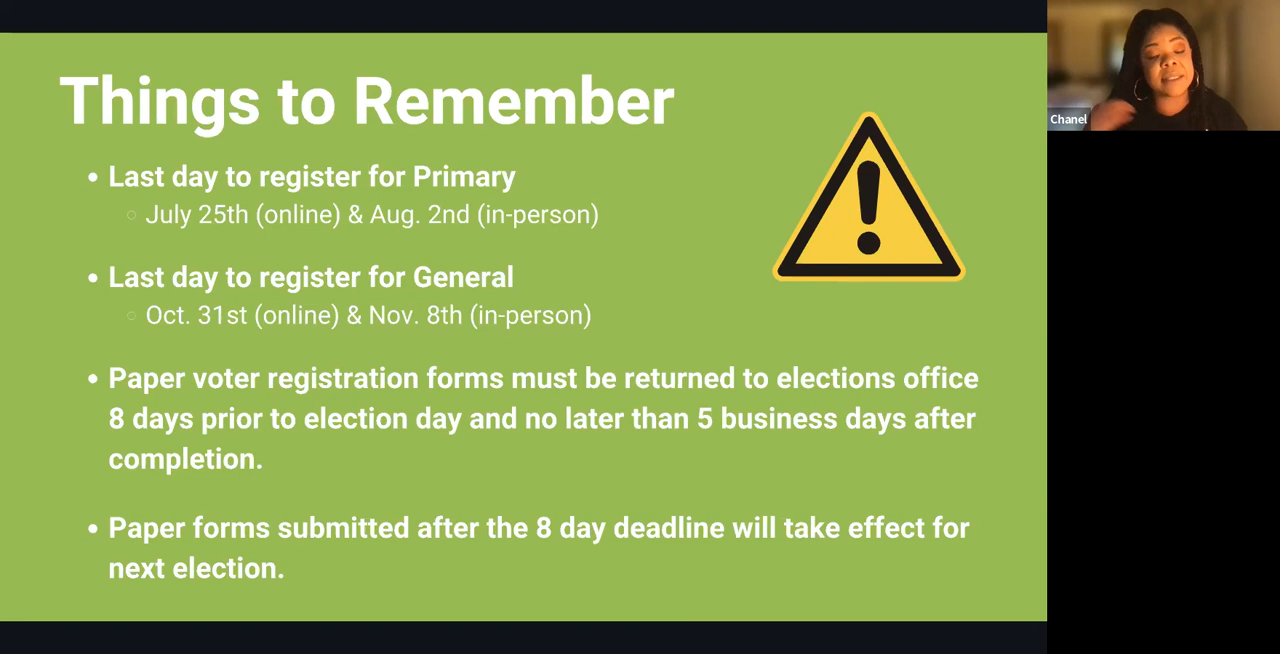 Things to Remember
• Last day to register for Primary
○ July 25th (online) & Aug. 2nd (in-person)
• Last day to register for General
○ Oct. 31st (online) & Nov. 8th (in-person)
• Paper voter registration forms must be returned to elections office
8 days prior to election day and no later than 5 business days after
completion.
• Paper forms submitted after the 8 day deadline will take effect for
next election.
Chanel